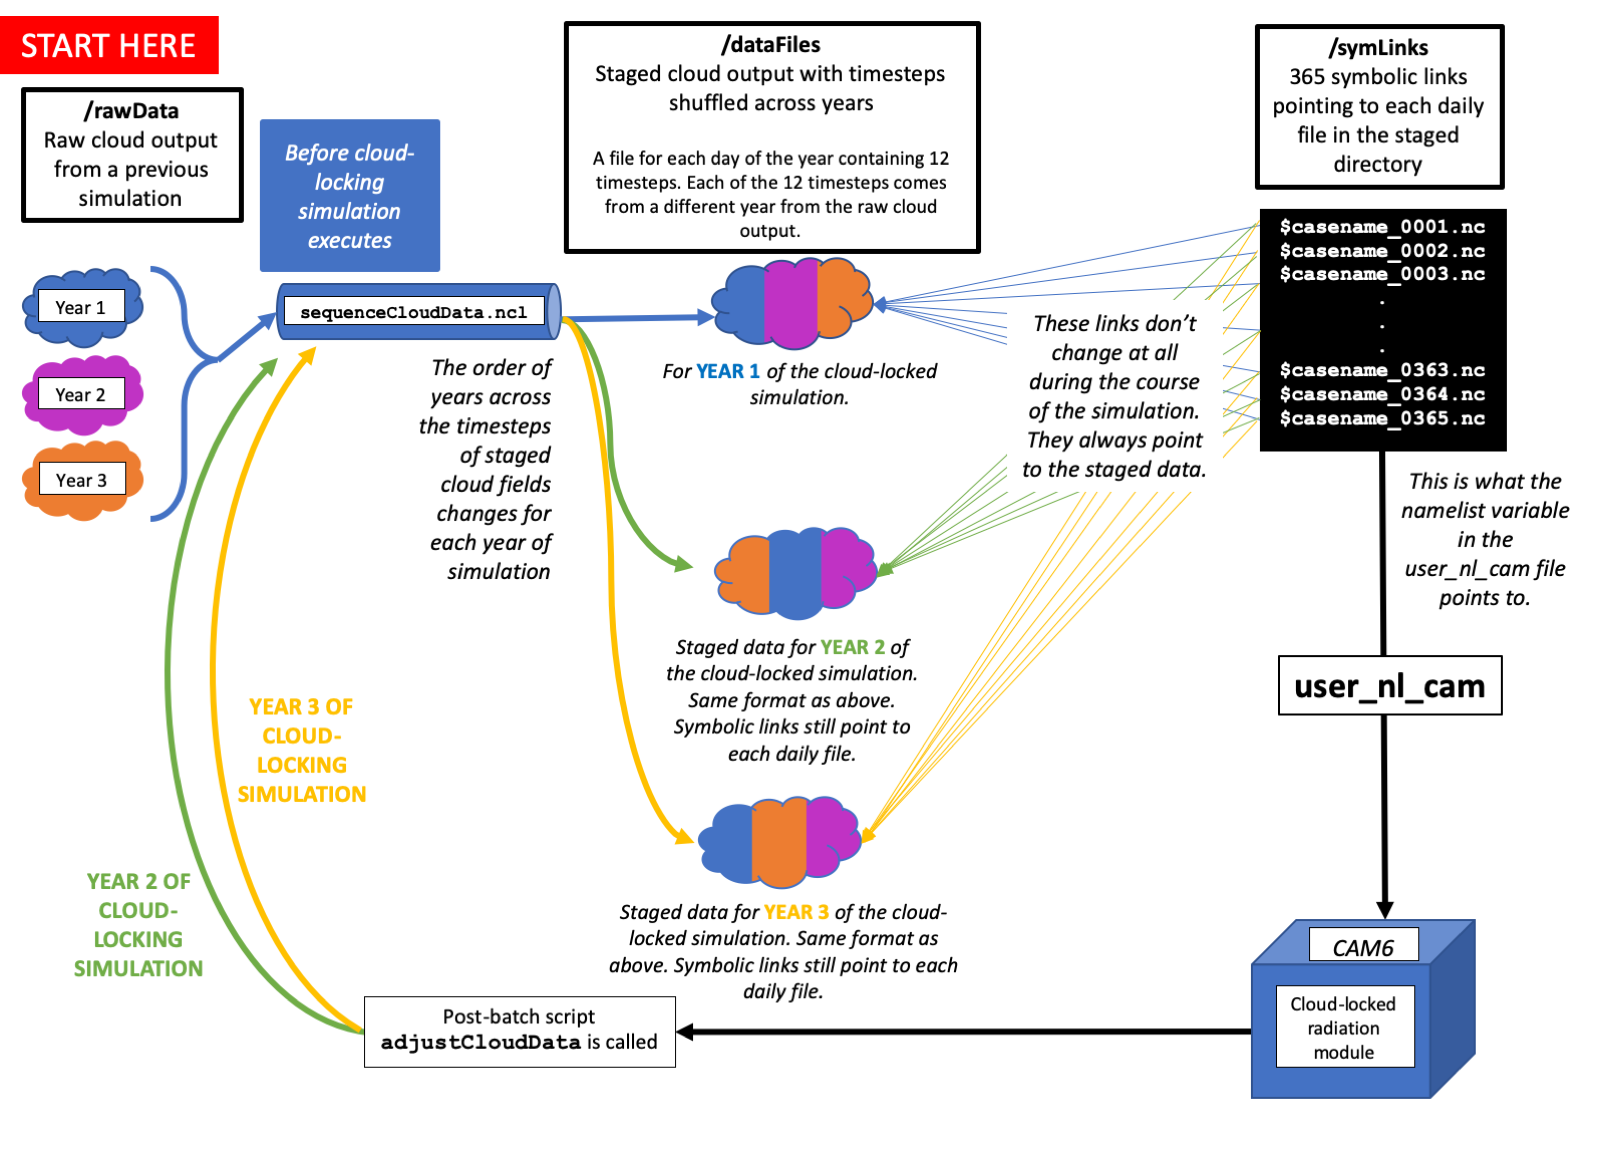 START HERE
/rawData
Raw cloud output
from a previous
simulation
Before cloud-
locking
simulation
executes
/dataFiles
Staged cloud output with timesteps
shuffled across years
A file for each day of the year containing 12
timesteps. Each of the 12 timesteps comes
from a different year from the raw cloud
output.
/symLinks
365 symbolic links
pointing to each daily
file in the staged
directory
Year 1
Year 2
Year 3
sequenceCloudData.ncl
The order of
years across
the timesteps
of staged
cloud fields
changes for
each year of
simulation
For YEAR 1 of the cloud-locked
simulation.
These links don’t
change at all
during the course
of the simulation.
They always point
to the staged data.
$casename_0001.nc
$casename_0002.nc
$casename_0003.nc
.
.
.
$casename_0363.nc
$casename_0364.nc
$casename_0365.nc
This is what the
namelist variable
in the
user_nl_cam file
points to.
Staged data for YEAR 2 of
the cloud-locked simulation.
Same format as above.
Symbolic links still point to
each daily file.
user_nl_cam
YEAR 3 OF
CLOUD-
LOCKING
SIMULATION
YEAR 2 OF
CLOUD-
LOCKING
SIMULATION
Staged data for YEAR 3 of the cloud-
locked simulation. Same format as
above. Symbolic links still point to each
daily file.
CAM6
Cloud-locked
radiation
module
Post-batch script
adjustCloudData is called